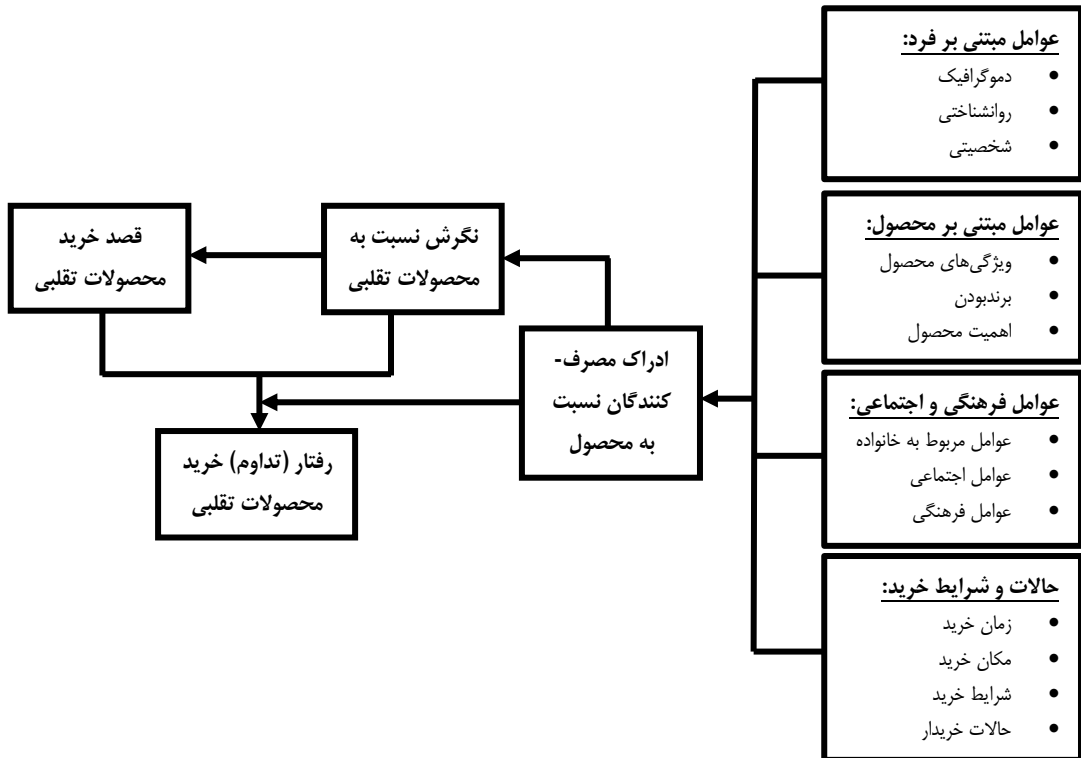 عوامل مبتنی بر فرد:
• دموگرافیک
• روانشناختی
• شخصیتی
عوامل مبتنی بر محصول:
• ویژگی‌های محصول
• برندبودن
• اهمیت محصول
عوامل فرهنگی و اجتماعی:
• عوامل مربوط به خانواده
• عوامل اجتماعی
• عوامل فرهنگی
حالات و شرایط خرید:
• زمان خرید
• مکان خرید
• شرایط خرید
• حالات خریدار
ادراک مصرف-
کنندگان نسبت
به محصول
نگرش نسبت به
محصولات تقلبی
قصد خرید
محصولات تقلبی
رفتار (تداوم) خرید
محصولات تقلبی